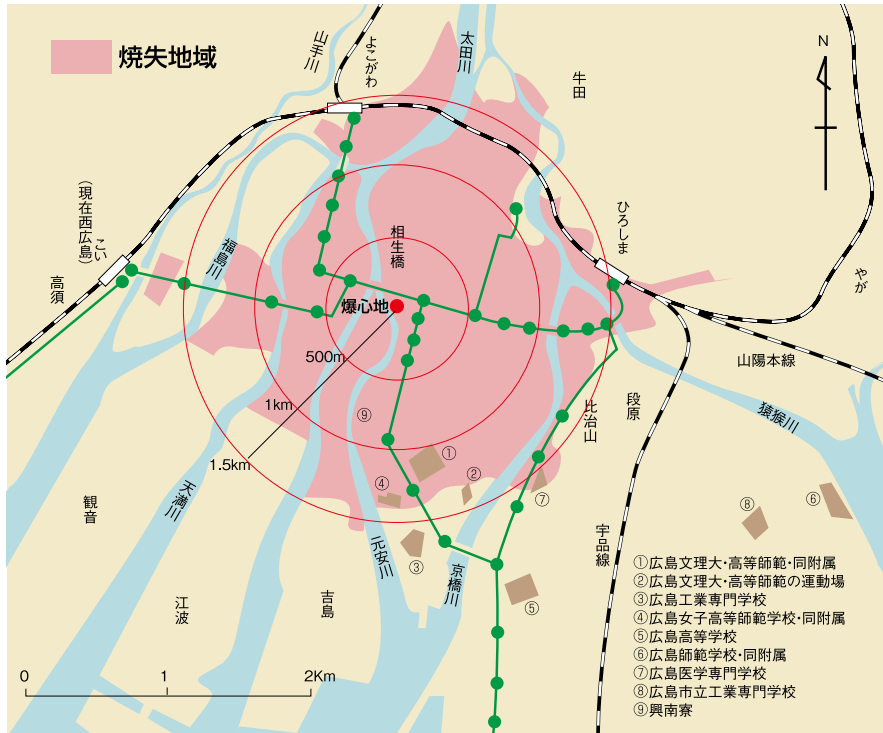 焼失地域
山手川
よこがわ
太田川
牛田
N
(現在西広島)
こい
高須
福島川
相生橋
ひろしま
やが
爆心地
500m
1km
1.5km
⑨
①
②
④
⑦
③
⑤
⑧
⑥
山陽本線
比治山
段原
猿猴川
観音
天満川
元安川
京橋川
宇品線
江波
吉島
0
1
2Km
①広島文理大・高等師範・同附属
②広島文理大・高等師範の運動場
③広島工業専門学校
④広島女子高等師範学校・同附属
⑤広島高等学校
⑥広島師範学校・同附属
⑦広島医学専門学校
⑧広島市立工業専門学校
⑨興南寮